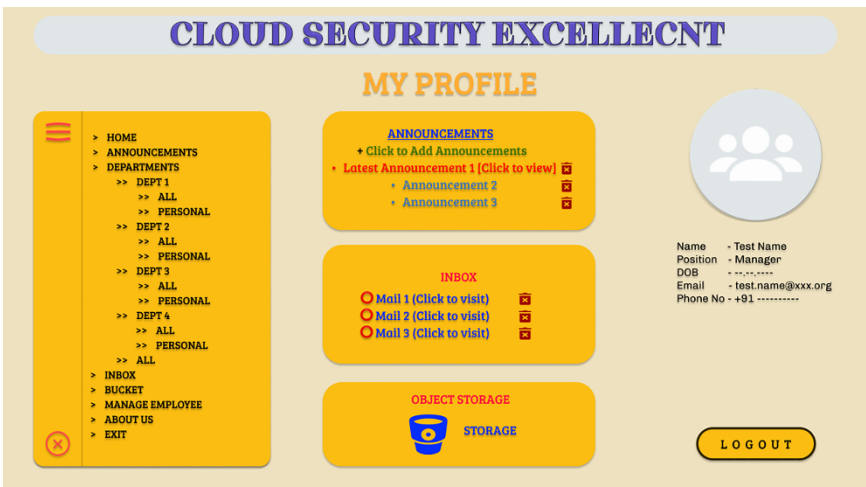 CLOUD SECURITY EXCELLECNT
MY PROFILE
> HOME
> ANNOUNCEMENTS
> DEPARTMENTS
>> DEPT 1
>> ALL
>> PERSONAL
>> DEPT 2
>> ALL
>> PERSONAL
>> DEPT 3
>> ALL
>> PERSONAL
>> DEPT 4
>> ALL
>> PERSONAL
>> ALL
> INBOX
> BUCKET
> MANAGE EMPLOYEE
> ABOUT US
> EXIT
ANNOUNCEMENTS
+ Click to Add Announcements
• Latest Announcement 1 [Click to view]
• Announcement 2
• Announcement 3
INBOX
Mail 1 (Click to visit)
Mail 2 (Click to visit)
Mail 3 (Click to visit)
OBJECT STORAGE
STORAGE
Name - Test Name
Position - Manager
DOB - --.--.----
Email - test.name@xxx.org
Phone No - +91 ----------
LOGOUT